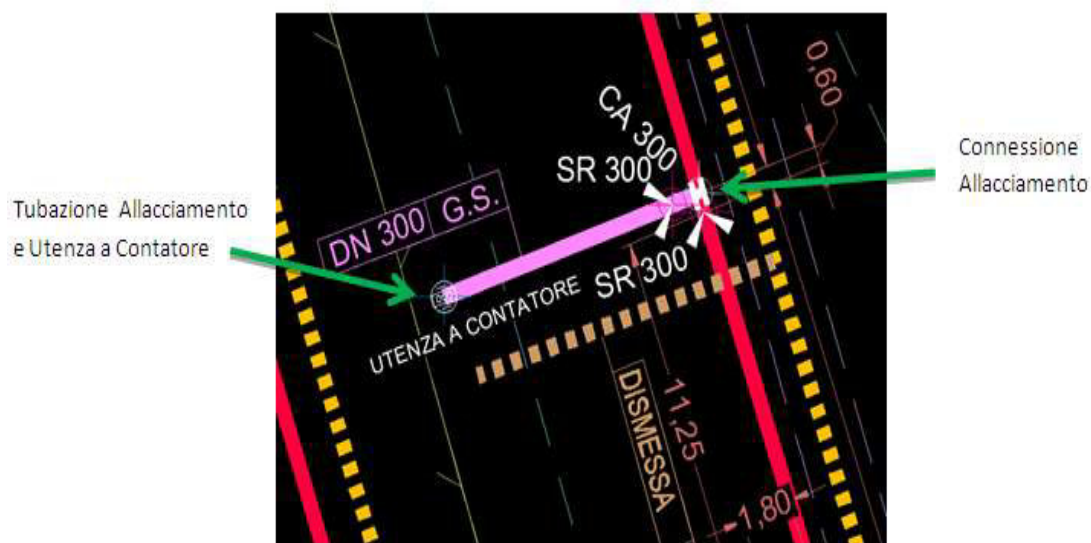 Tubazione Allacciamento
e Utenza a Contatore
Connessione
Allacciamento
0,60
CA 300
SR 300
DN 300 G.S.
SR 300
UTENZA A CONTATORE
DISMESSA
11,25
1,80